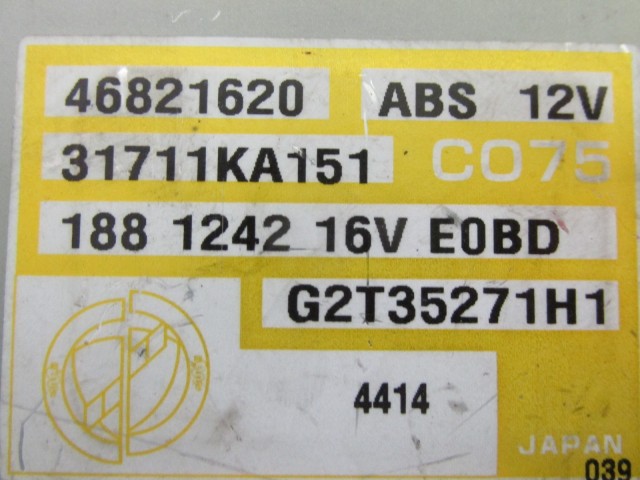 46821620 ABS 12V
31711KA151 C075
188 1242 16V E0BD
G2T35271H1
4414
JAPAN
039